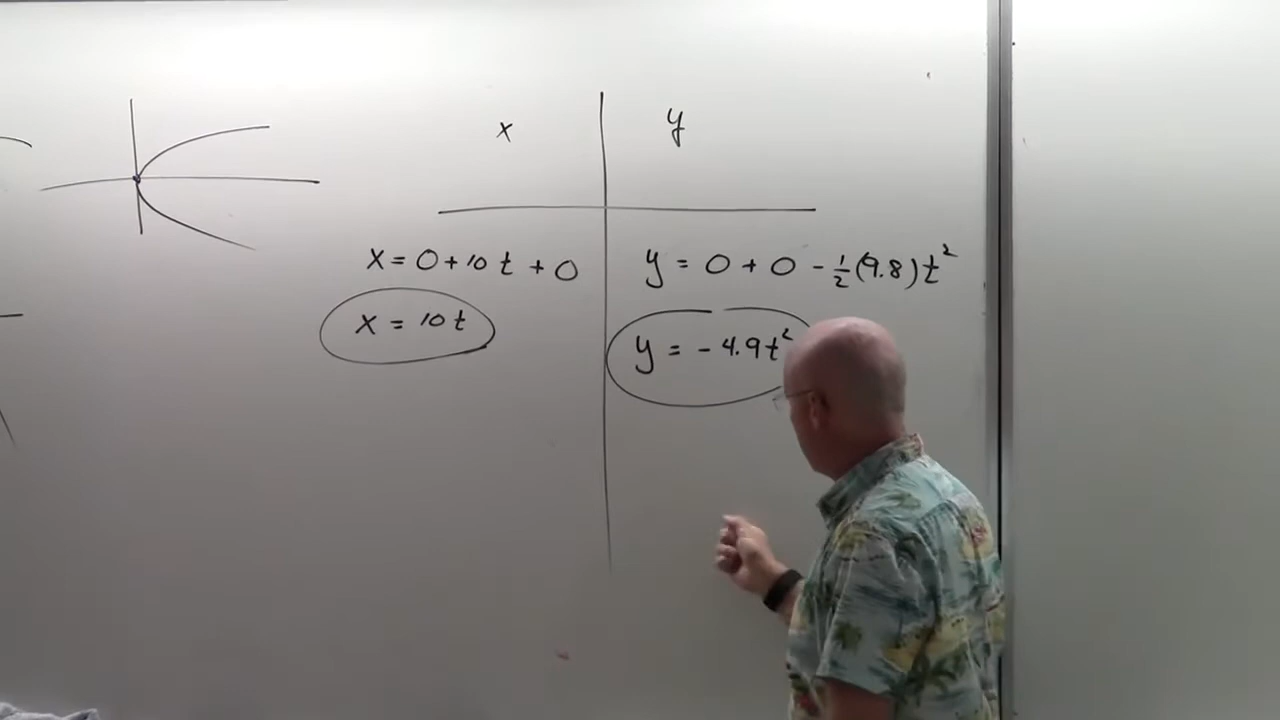 x y
x = 0 + 10 t + 0
y = 0 + 0 - ½(9.8)t²
x = 10 t
y = - 4.9t²